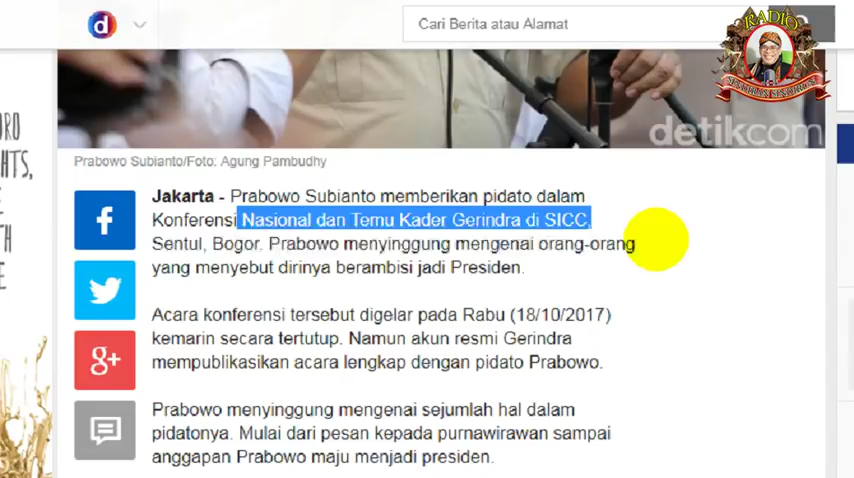 Cari Berita atau Alamat
RADIO
detikcom
Prabowo Subianto/Foto: Agung Pambudhy
Jakarta - Prabowo Subianto memberikan pidato dalam
Konferensi Nasional dan Temu Kader Gerindra di SICC,
Sentul, Bogor. Prabowo menyinggung mengenai orang-orang
yang menyebut dirinya berambisi jadi Presiden.
Acara konferensi tersebut digelar pada Rabu (18/10/2017)
kemarin secara tertutup. Namun akun resmi Gerindra
mempublikasikan acara lengkap dengan pidato Prabowo.
Prabowo menyinggung mengenai sejumlah hal dalam
pidatonya. Mulai dari pesan kepada purnawirawan sampai
anggapan Prabowo maju menjadi presiden.